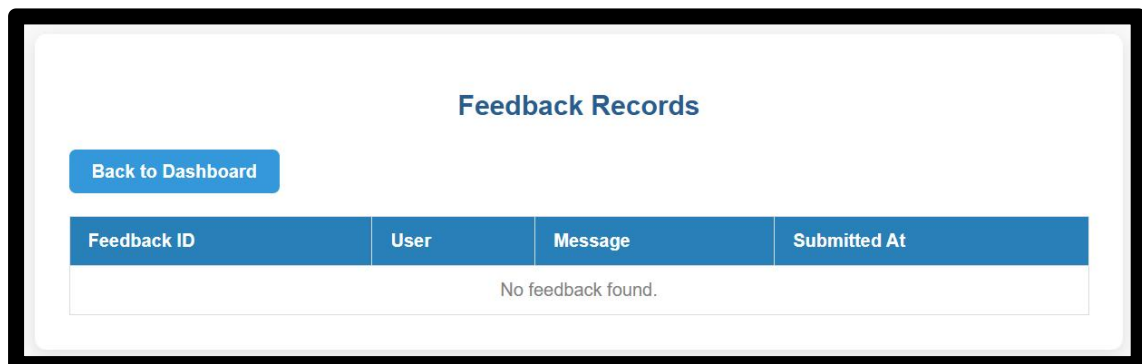 Feedback Records
Back to Dashboard
Feedback ID User Message Submitted At
No feedback found.